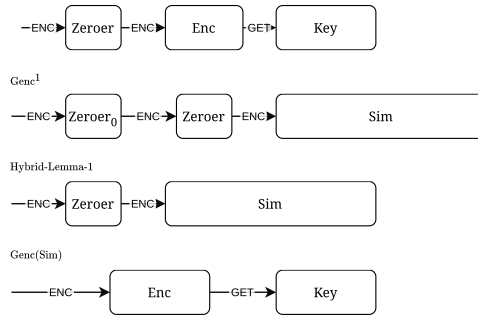 ENC Zeroer ENC Enc GET Key
Genc¹
ENC Zeroer₀ ENC Zeroer ENC Sim
Hybrid-Lemma-1
ENC Zeroer ENC Sim
Genc(Sim)
ENC Enc GET Key